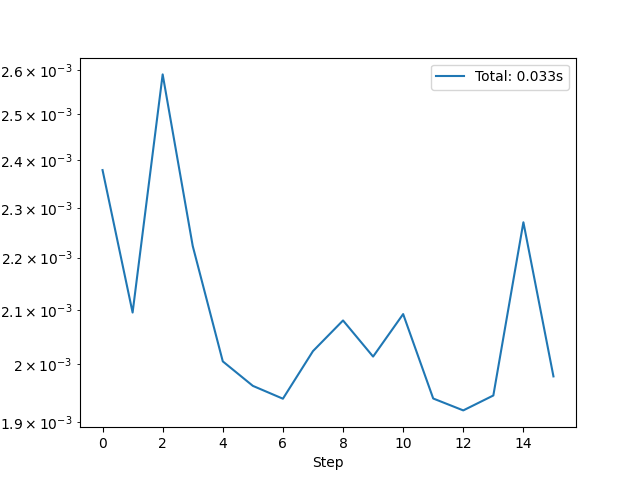 2.6 × 10⁻³
2.5 × 10⁻³
2.4 × 10⁻³
2.3 × 10⁻³
2.2 × 10⁻³
2.1 × 10⁻³
2 × 10⁻³
1.9 × 10⁻³
Total: 0.033s
0 2 4 6 8 10 12 14
Step